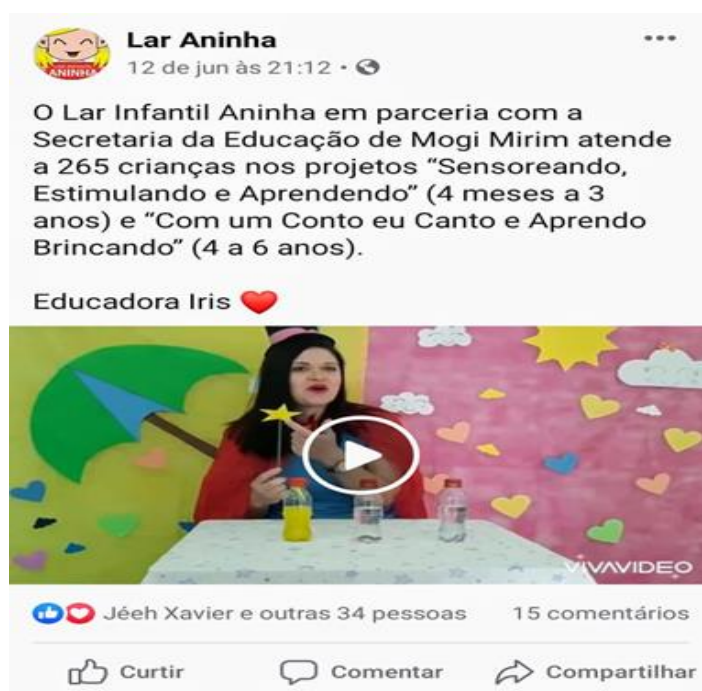 Lar Aninha
12 de jun às 21:12 •
O Lar Infantil Aninha em parceria com a
Secretaria da Educação de Mogi Mirim atende
a 265 crianças nos projetos “Sensoreando,
Estimulando e Aprendendo” (4 meses a 3
anos) e “Com um Conto eu Canto e Aprendo
Brincando” (4 a 6 anos).
Educadora Iris
ANINHA
VIVAVIDEO
Jéeh Xavier e outras 34 pessoas 15 comentários
Curtir Comentar Compartilhar